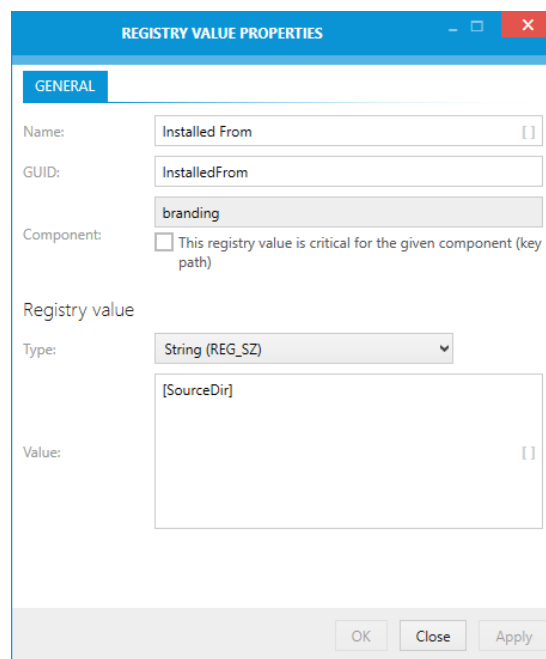 REGISTRY VALUE PROPERTIES
GENERAL
Name:
Installed From
[ ]
GUID:
InstalledFrom
Component:
branding
This registry value is critical for the given component (key
path)
Registry value
Type:
String (REG_SZ)
Value:
[SourceDir]
[ ]
OK
Close
Apply